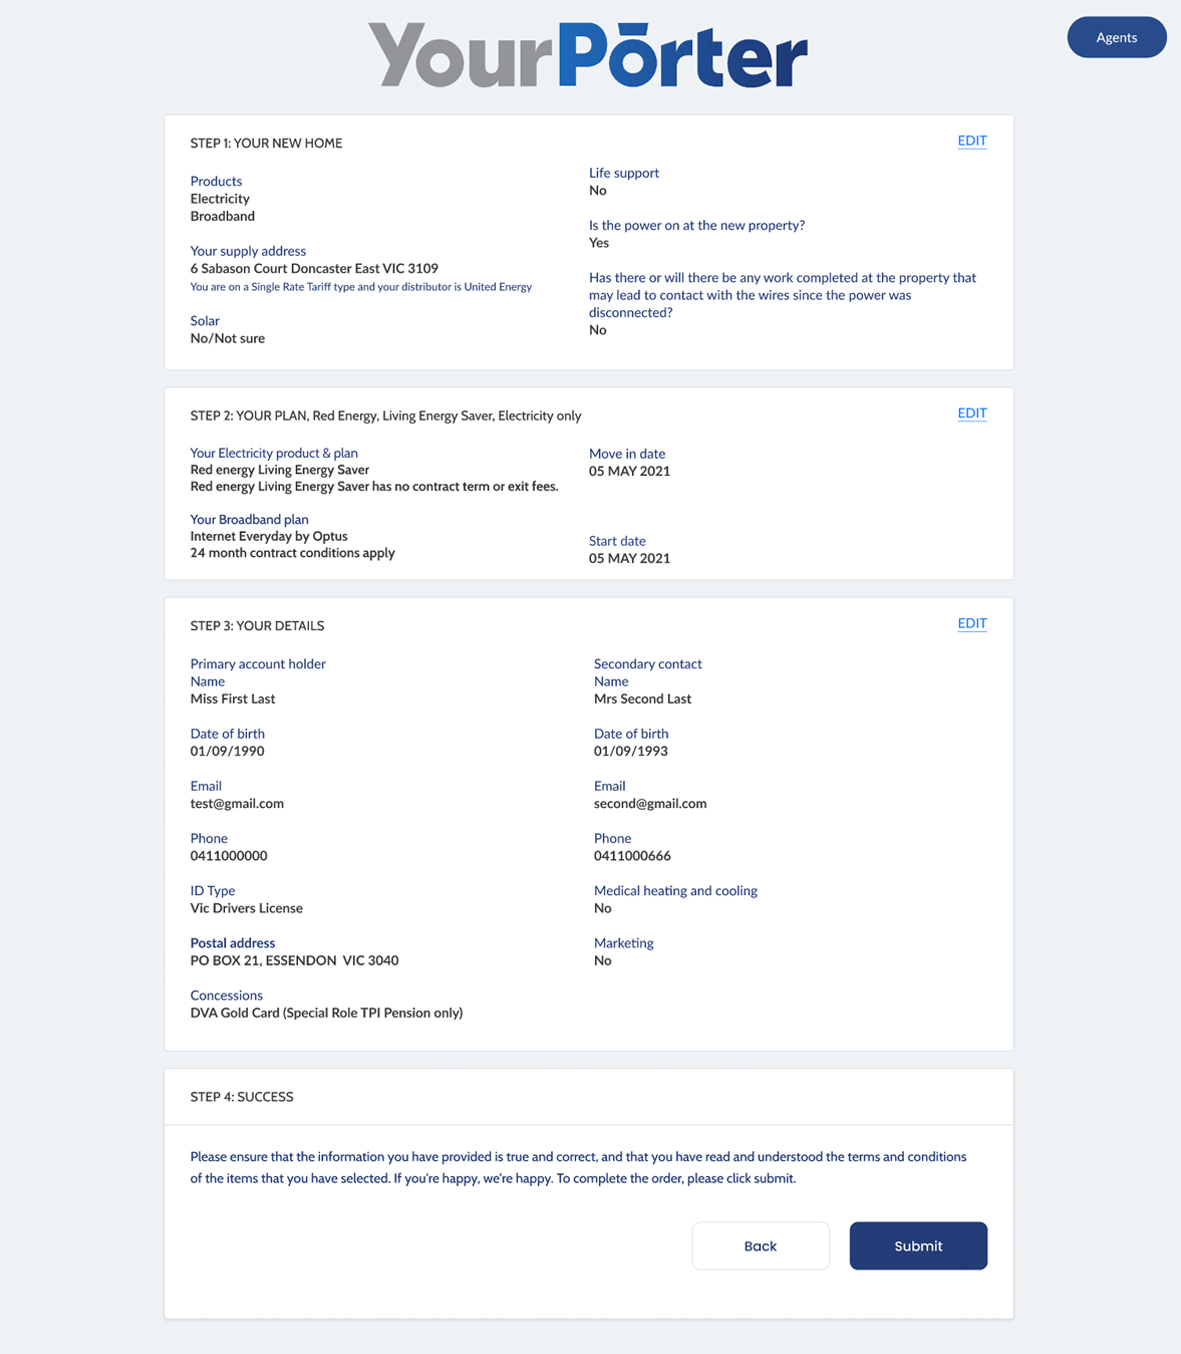 YourPōrter
Agents
STEP 1: YOUR NEW HOME
EDIT
Products
Electricity
Broadband
Your supply address
6 Sabason Court Doncaster East VIC 3109
You are on a Single Rate Tariff type and your distributor is United Energy
Solar
No/Not sure
Life support
No
Is the power on at the new property?
Yes
Has there or will there be any work completed at the property that
may lead to contact with the wires since the power was
disconnected?
No
STEP 2: YOUR PLAN, Red Energy, Living Energy Saver, Electricity only
EDIT
Your Electricity product & plan
Red energy Living Energy Saver
Red energy Living Energy Saver has no contract term or exit fees.
Your Broadband plan
Internet Everyday by Optus
24 month contract conditions apply
Move in date
05 MAY 2021
Start date
05 MAY 2021
STEP 3: YOUR DETAILS
EDIT
Primary account holder
Name
Miss First Last
Date of birth
01/09/1990
Email
test@gmail.com
Phone
0411000000
ID Type
Vic Drivers License
Postal address
PO BOX 21, ESSENDON  VIC 3040
Concessions
DVA Gold Card (Special Role TPI Pension only)
Secondary contact
Name
Mrs Second Last
Date of birth
01/09/1993
Email
second@gmail.com
Phone
0411000666
Medical heating and cooling
No
Marketing
No
STEP 4: SUCCESS
Please ensure that the information you have provided is true and correct, and that you have read and understood the terms and conditions
of the items that you have selected. If you're happy, we're happy. To complete the order, please click submit.
Back
Submit